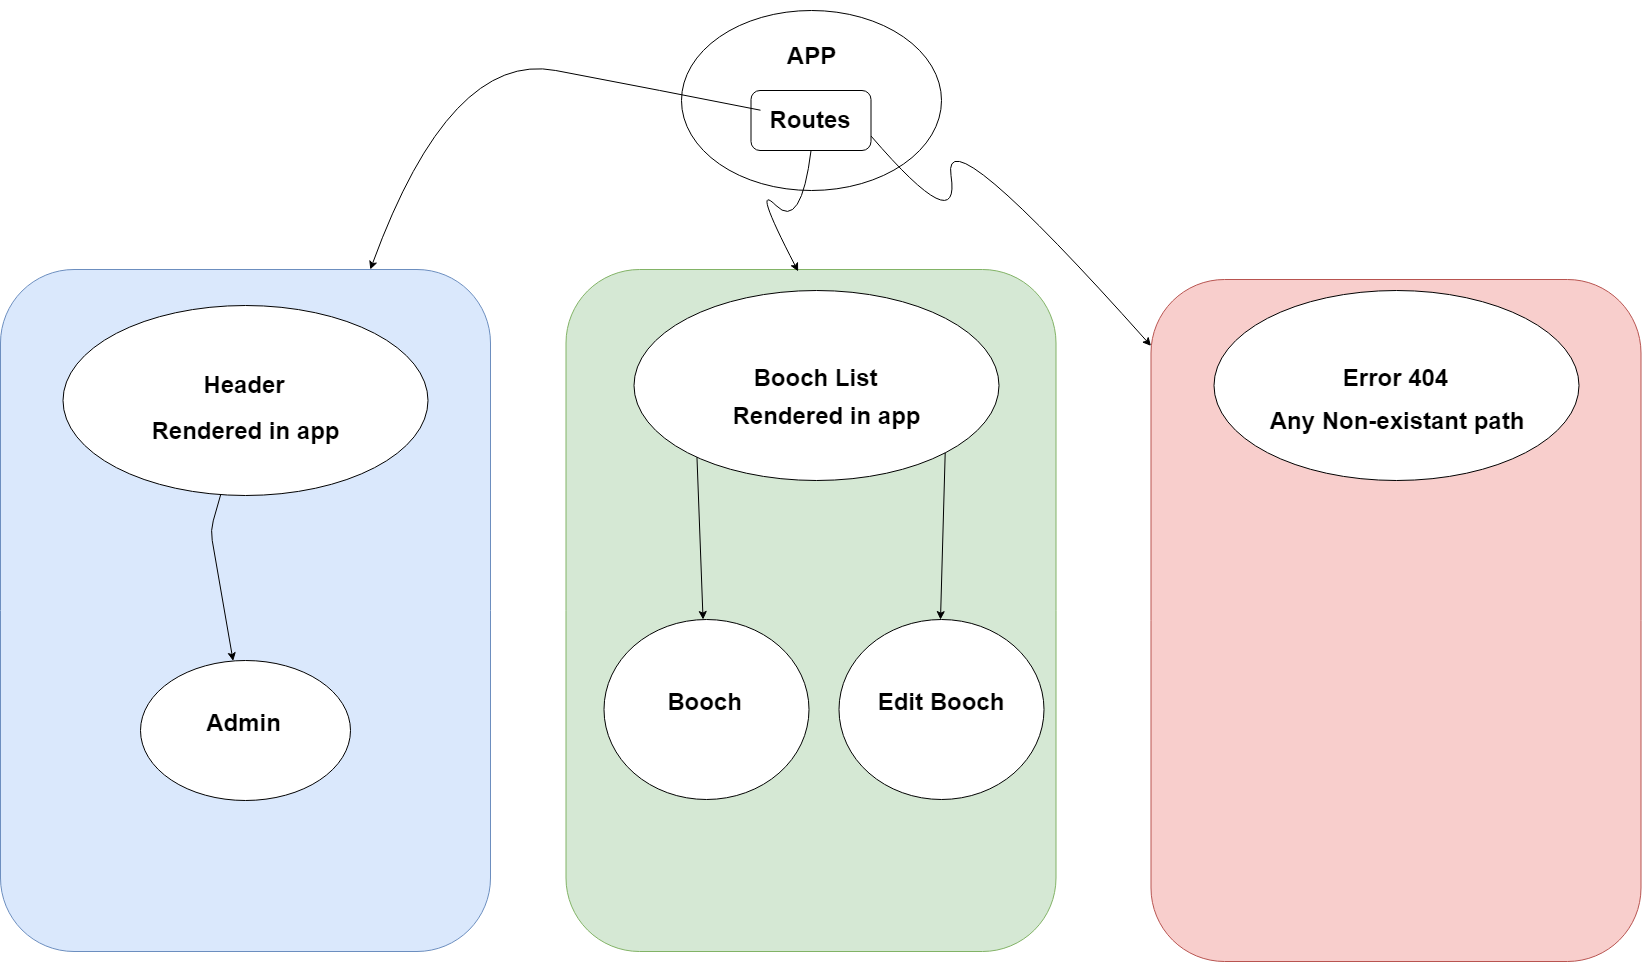 APP
Routes
Header
Rendered in app
Admin
Booch List
Rendered in app
Booch
Edit Booch
Error 404
Any Non-existant path